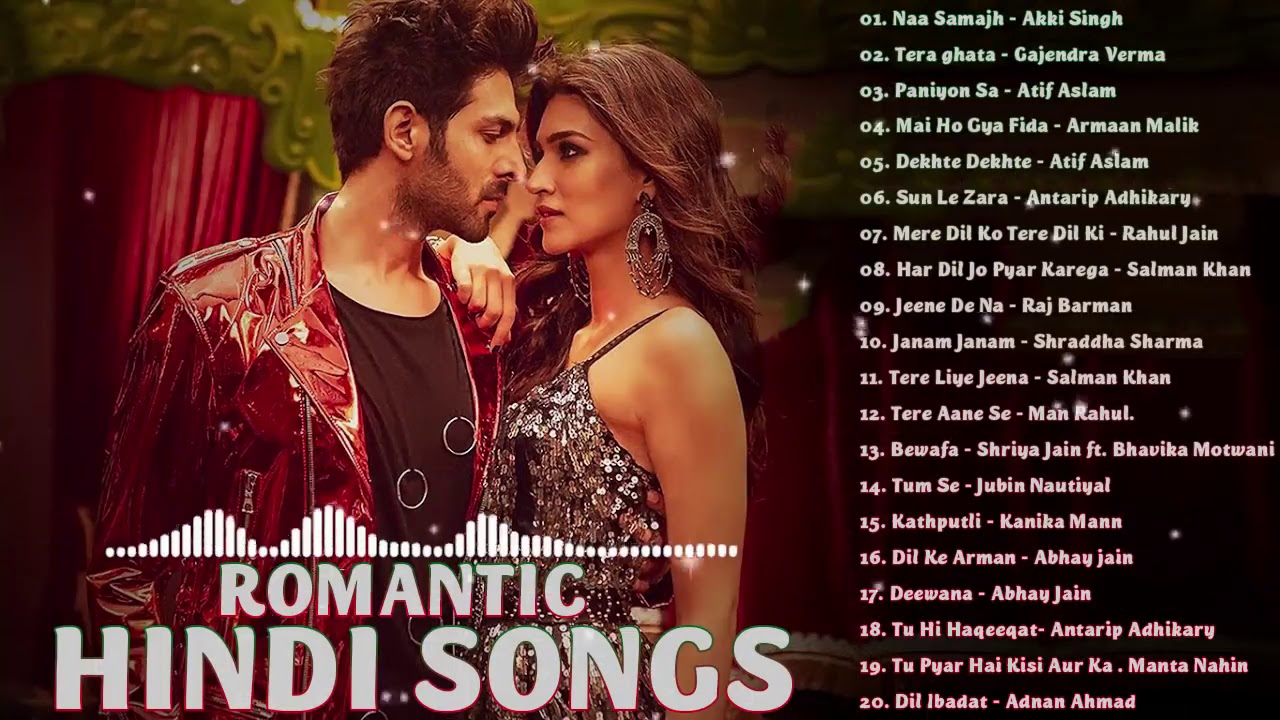 01. Naa Samajh - Akki Singh
02. Tera ghata - Gajendra Verma
03. Paniyon Sa - Atif Aslam
04. Mai Ho Gya Fida - Armaan Malik
05. Dekhte Dekhte - Atif Aslam
06. Sun Le Zara - Antarip Adhikary
07. Mere Dil Ko Tere Dil Ki - Rahul Jain
08. Har Dil Jo Pyar Karega - Salman Khan
09. Jeene De Na - Raj Barman
10. Janam Janam - Shraddha Sharma
11. Tere Liye Jeena - Salman Khan
12. Tere Aane Se - Man Rahul.
13. Bewafa - Shriya Jain ft. Bhavika Motwani
14. Tum Se - Jubin Nautiyal
15. Kathputli - Kanika Mann
16. Dil Ke Arman - Abhay jain
17. Deewana - Abhay Jain
18. Tu Hi Haqeeqat- Antarip Adhikary
19. Tu Pyar Hai Kisi Aur Ka . Manta Nahin
20. Dil Ibadat - Adnan Ahmad
ROMANTIC
HINDI SONGS